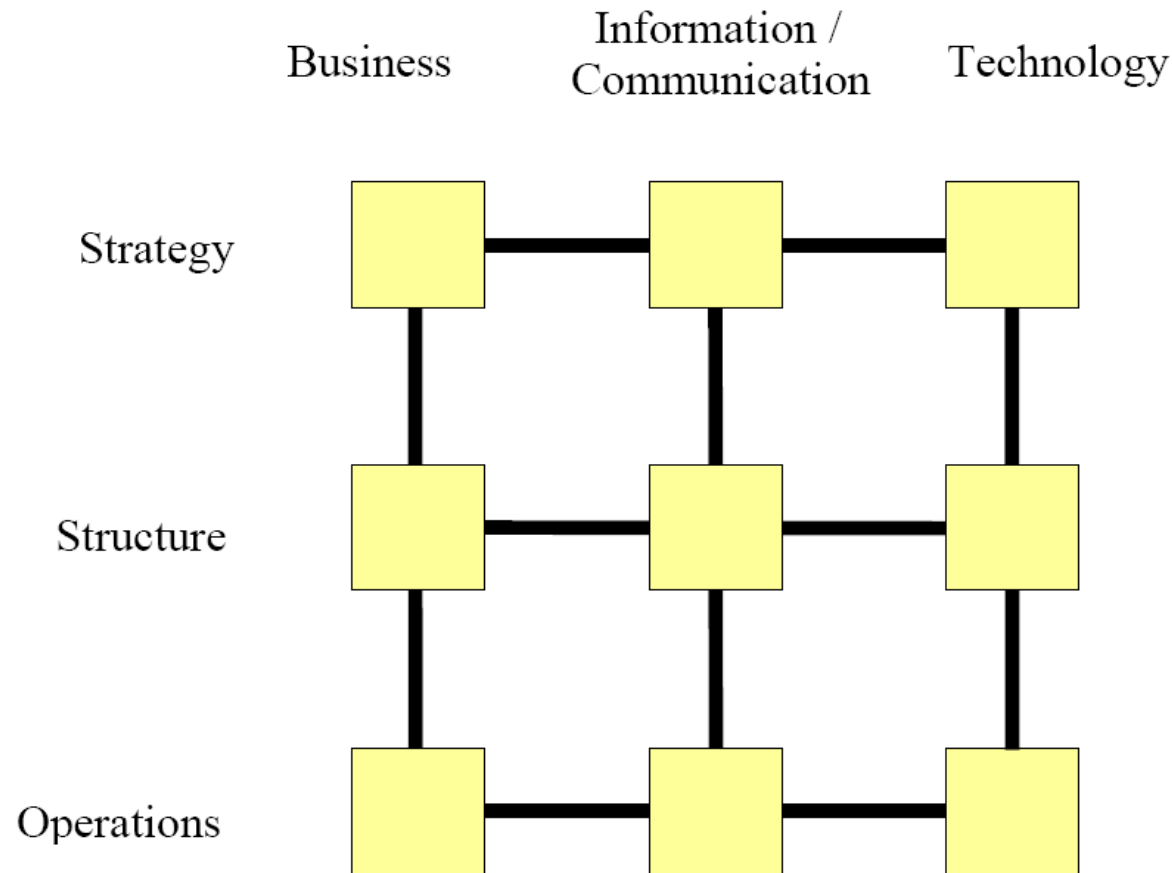 Business
Information /
Communication
Technology
Strategy
Structure
Operations